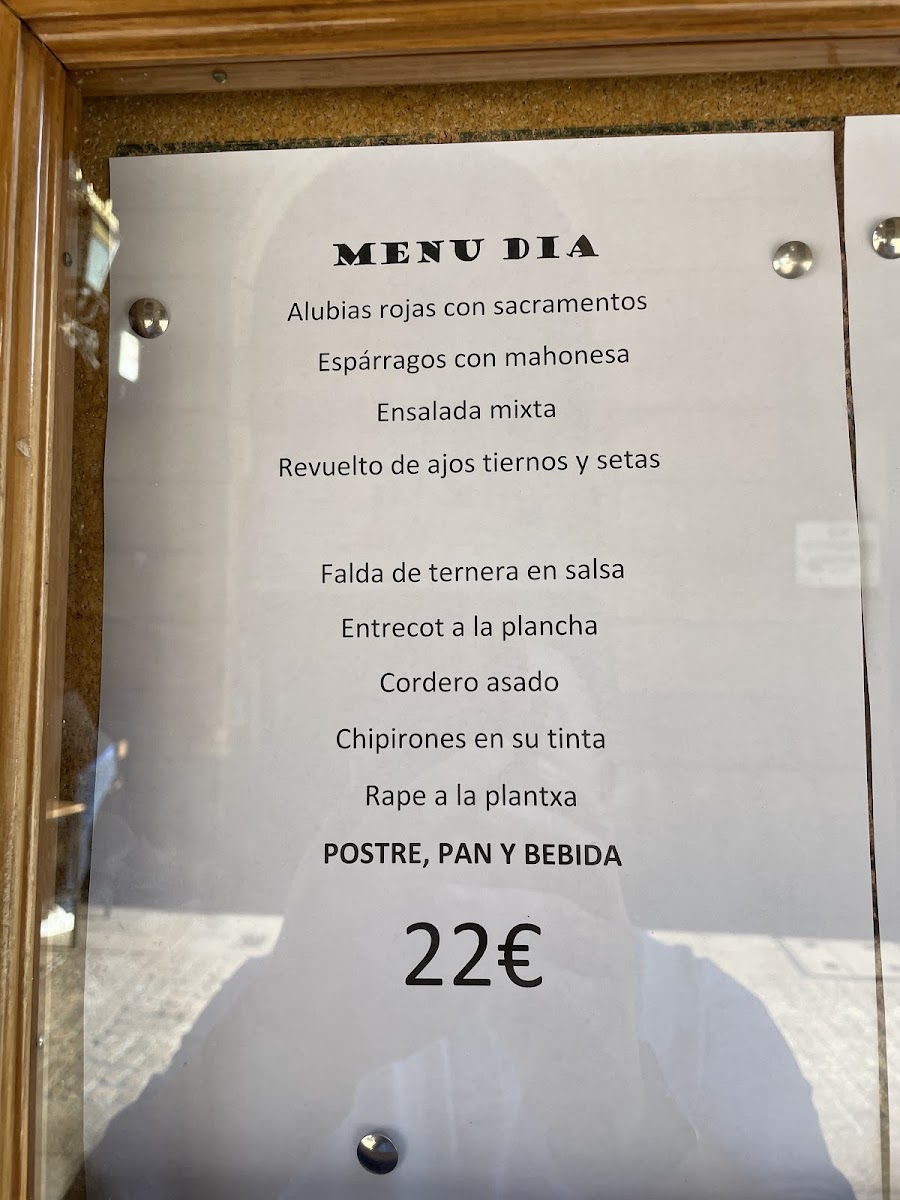 MENU DIA
Alubias rojas con sacramentos
Espárragos con mahonesa
Ensalada mixta
Revuelto de ajos tiernos y setas
Falda de ternera en salsa
Entrecot a la plancha
Cordero asado
Chipirones en su tinta
Rape a la plantxa
POSTRE, PAN Y BEBIDA
22€